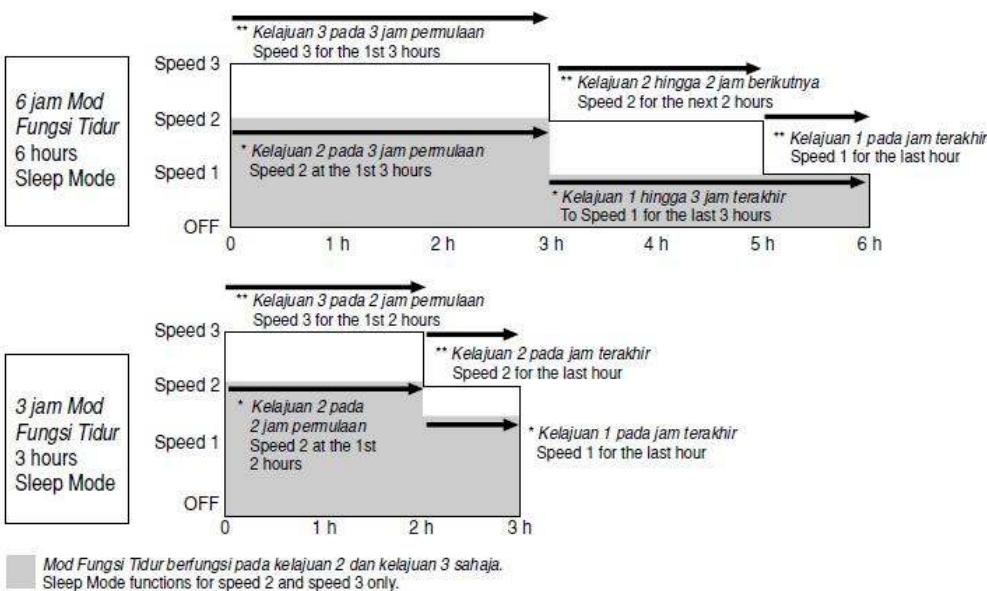 ** Kelajuan 3 pada 3 jam permulaan
Speed 3 for the 1st 3 hours
6 jam Mod
Fungsi Tidur
6 hours
Sleep Mode
Speed 3
** Kelajuan 2 hingga 2 jam berikutnya
Speed 2 for the next 2 hours
Speed 2
** Kelajuan 1 pada jam terakhir
Speed 1 for the last hour
* Kelajuan 2 pada 3 jam permulaan
Speed 2 at the 1st 3 hours
Speed 1
* Kelajuan 1 hingga 3 jam terakhir
To Speed 1 for the last 3 hours
OFF
0 1 h 2 h 3 h 4 h 5 h 6 h
** Kelajuan 3 pada 2 jam permulaan
Speed 3 for the 1st 2 hours
3 jam Mod
Fungsi Tidur
3 hours
Sleep Mode
Speed 3
** Kelajuan 2 pada jam terakhir
Speed 2 for the last hour
Speed 2
* Kelajuan 2 pada
2 jam permulaan
Speed 2 at the 1st
2 hours
Speed 1
* Kelajuan 1 pada jam terakhir
Speed 1 for the last hour
OFF
0 1 h 2 h 3 h
Mod Fungsi Tidur berfungsi pada kelajuan 2 dan kelajuan 3 sahaja.
Sleep Mode functions for speed 2 and speed 3 only.